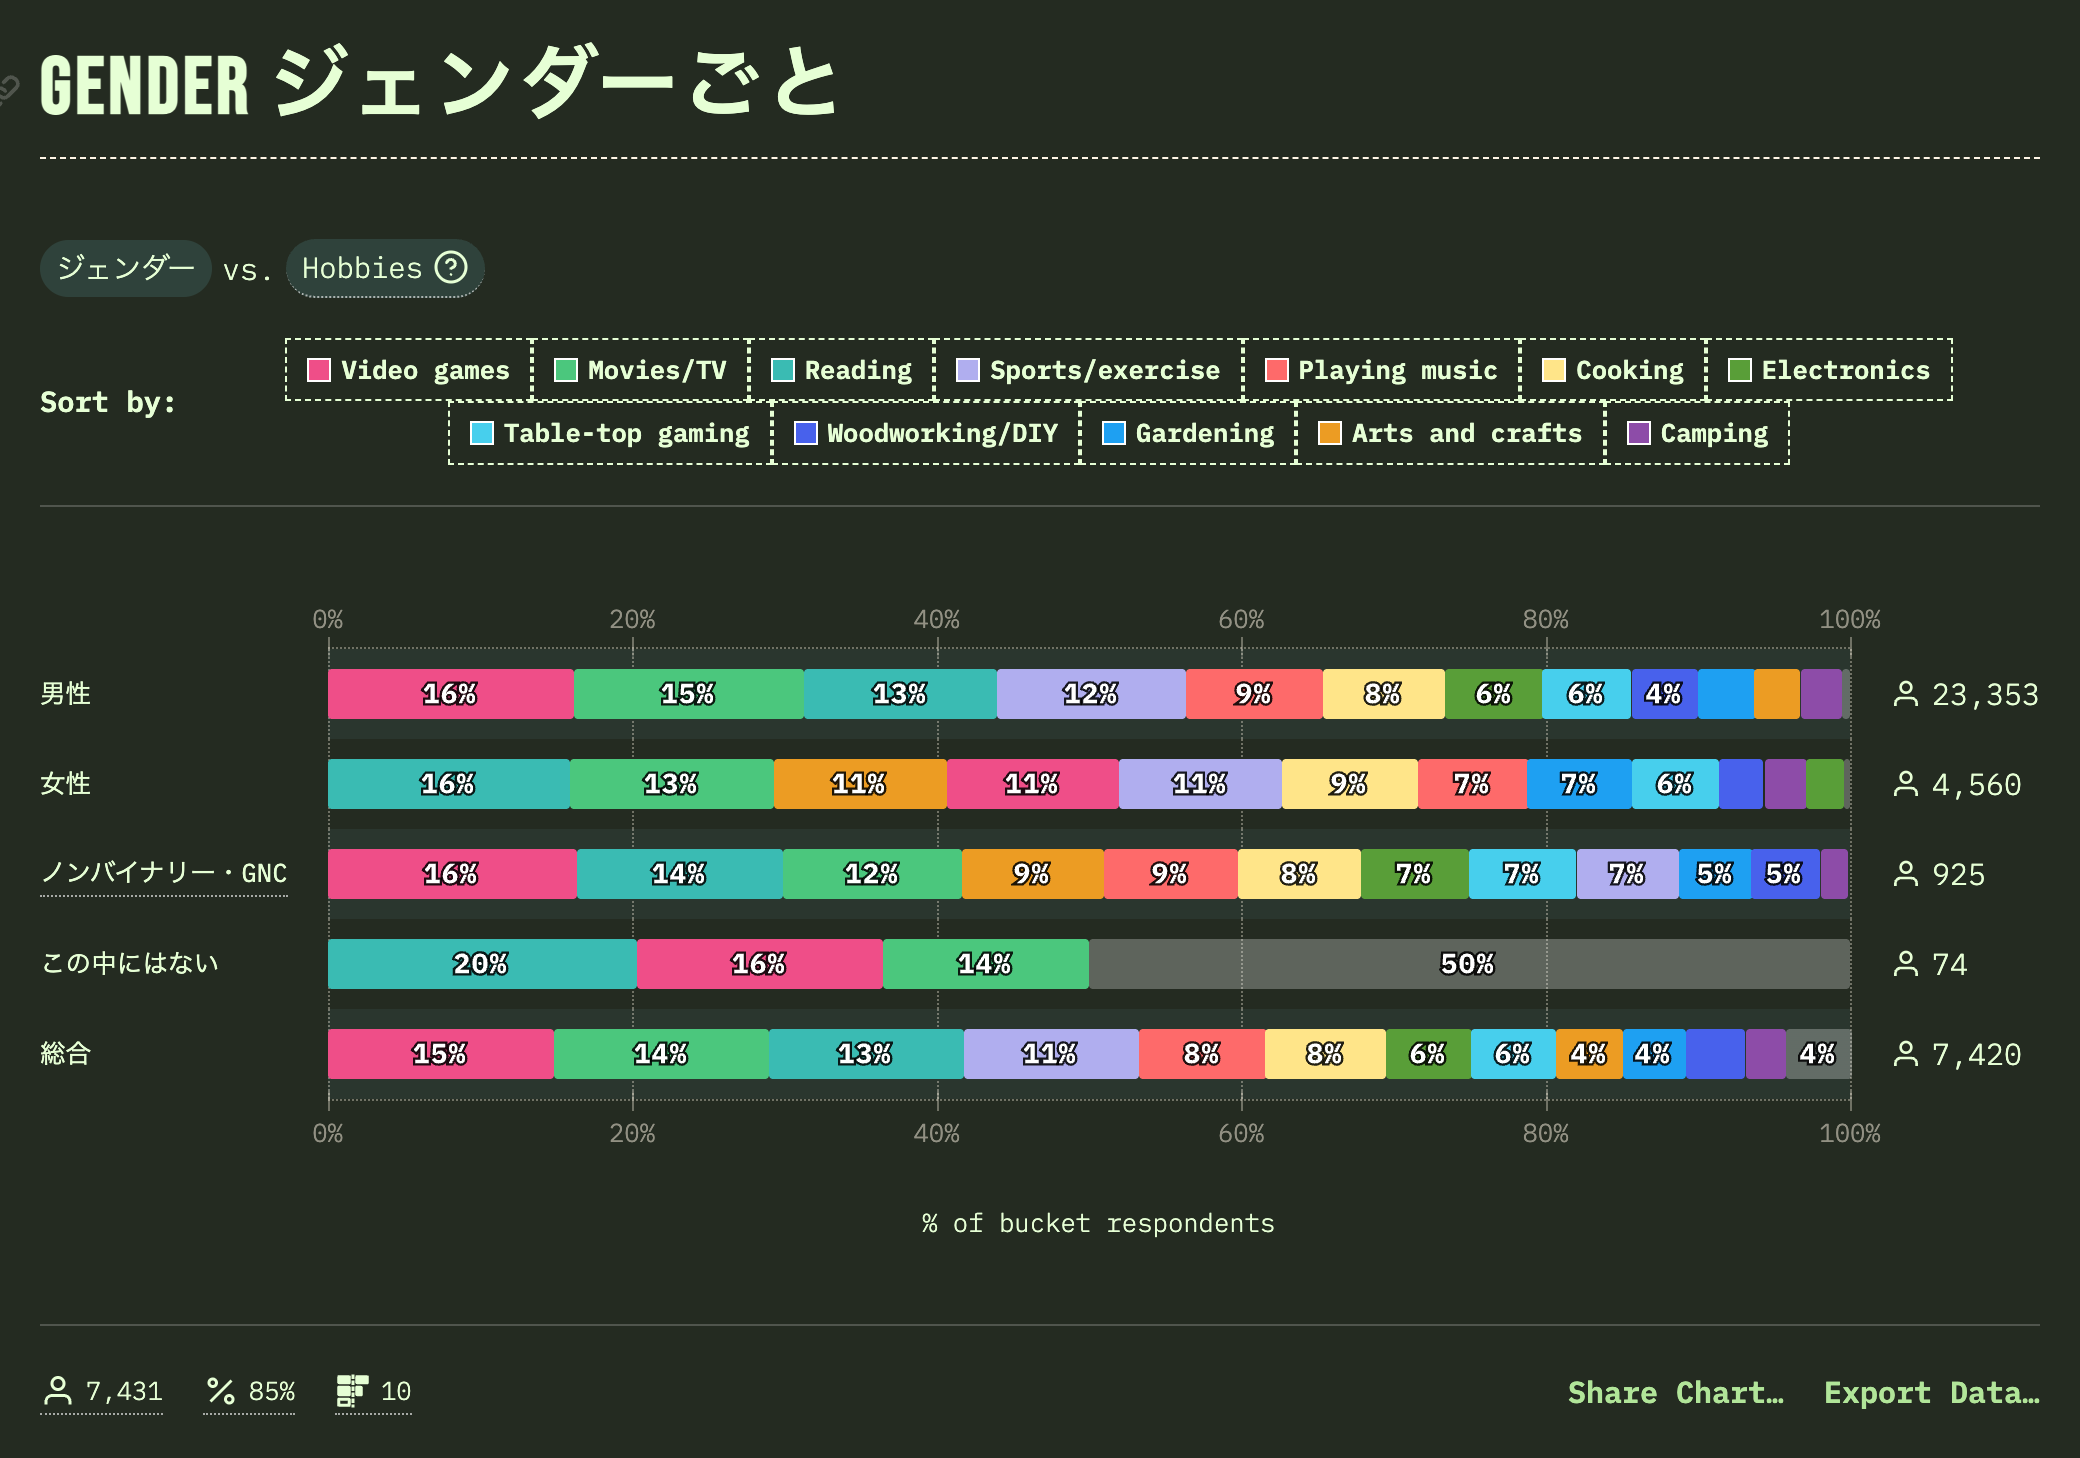 GENDER ジェンダーごと
ジェンダー vs. Hobbies ?
Sort by:
Video games Movies/TV Reading Sports/exercise Playing music Cooking Electronics
Table-top gaming Woodworking/DIY Gardening Arts and crafts Camping
0% 20% 40% 60% 80% 100%
男性 16% 15% 13% 12% 9% 8% 6% 6% 4% 23,353
女性 16% 13% 11% 11% 11% 9% 7% 7% 6% 4,560
ノンバイナリー・GNC 16% 14% 12% 9% 9% 8% 7% 7% 7% 5% 5% 925
この中にはない 20% 16% 14% 50% 74
総合 15% 14% 13% 11% 8% 8% 6% 6% 4% 4% 4% 7,420
0% 20% 40% 60% 80% 100%
% of bucket respondents
7,431 85% 10 Share Chart… Export Data…